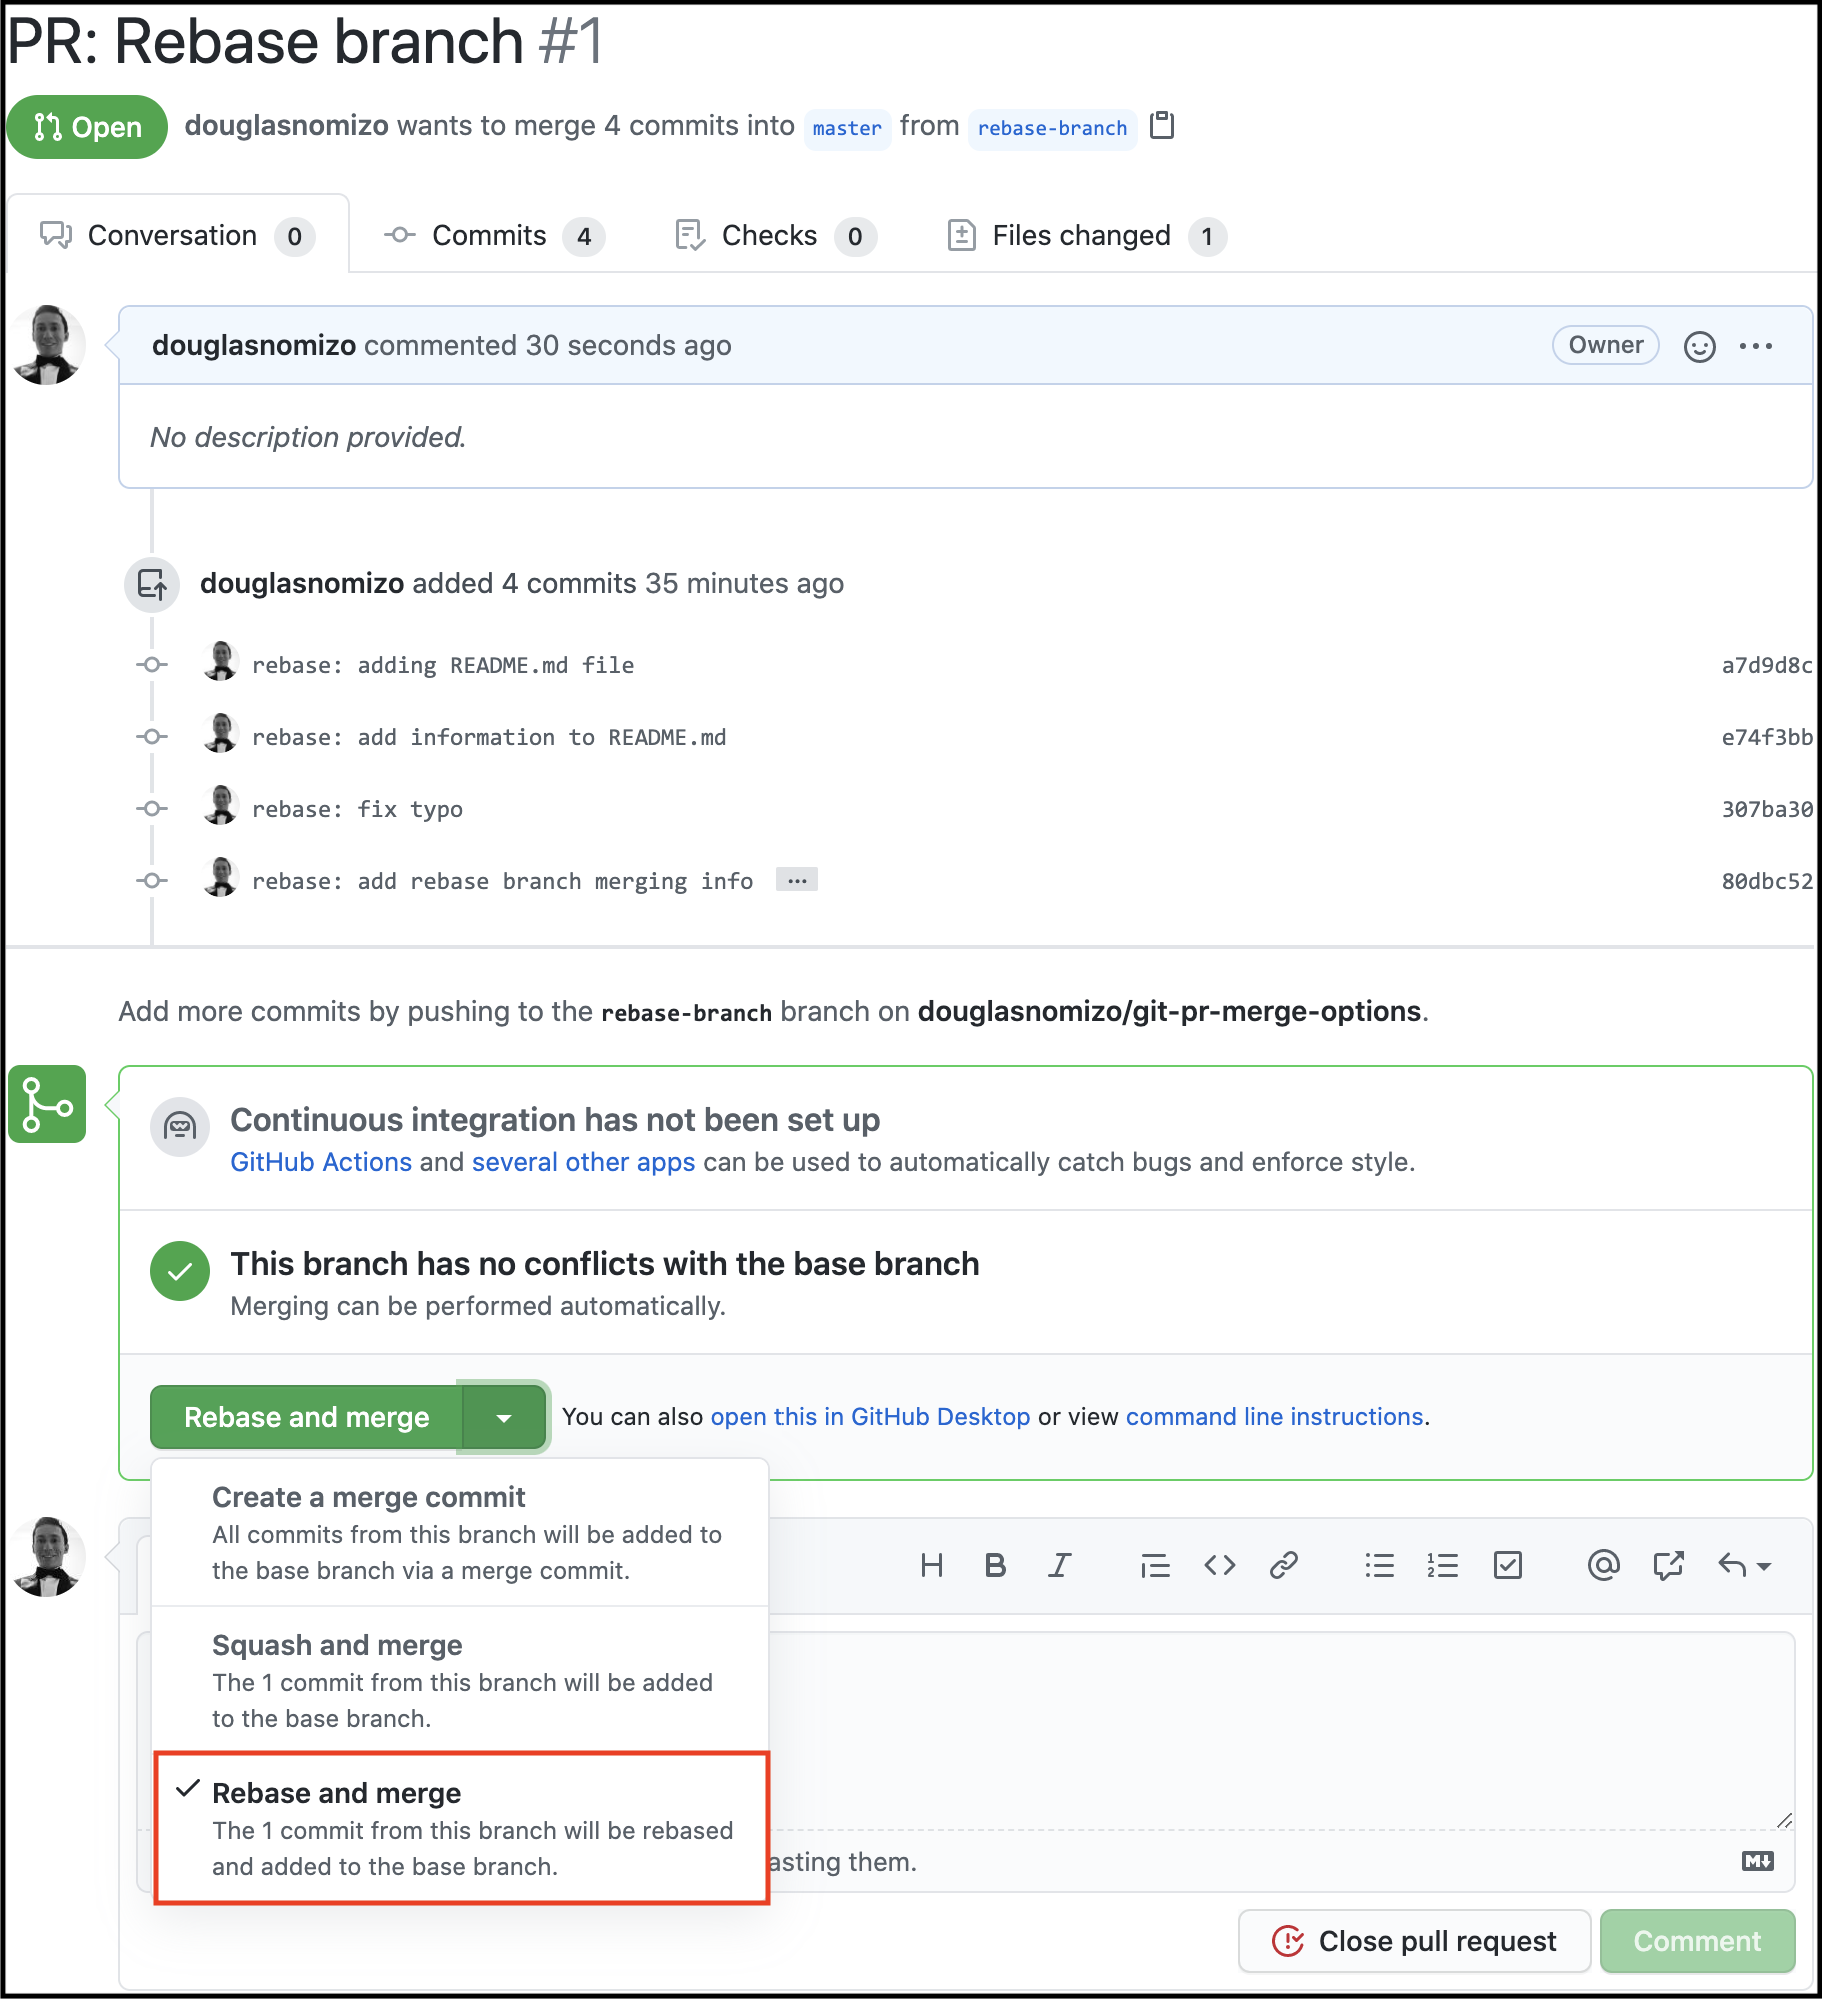 PR: Rebase branch #1
Open douglasnomizo wants to merge 4 commits into master from rebase-branch
Conversation 0 Commits 4 Checks 0 Files changed 1
douglasnomizo commented 30 seconds ago Owner
No description provided.
douglasnomizo added 4 commits 35 minutes ago
rebase: adding README.md file a7d9d8c
rebase: add information to README.md e74f3bb
rebase: fix typo 307ba30
rebase: add rebase branch merging info ... 80dbc52
Add more commits by pushing to the rebase-branch branch on douglasnomizo/git-pr-merge-options.
Continuous integration has not been set up
GitHub Actions and several other apps can be used to automatically catch bugs and enforce style.
This branch has no conflicts with the base branch
Merging can be performed automatically.
Rebase and merge You can also open this in GitHub Desktop or view command line instructions.
Create a merge commit
All commits from this branch will be added to
the base branch via a merge commit.
Squash and merge
The 1 commit from this branch will be added
to the base branch.
Rebase and merge
The 1 commit from this branch will be rebased
and added to the base branch.
asting them.
Close pull request Comment